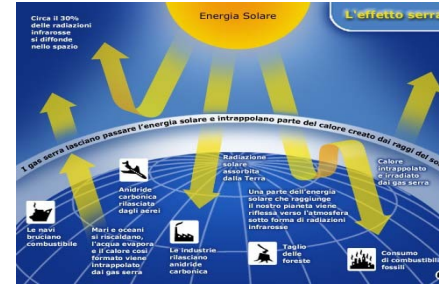 Energia Solare
L'effetto serra
Circa il 30%
delle radiazioni
infrarosse
si diffonde
nello spazio
I gas serra lasciano passare l'energia solare e intrappolano parte del calore creato dai raggi del
Anidride
carbonica
rilasciata
dagli aerei
Radiazione
solare
assorbita
dalla Terra
Calore
intrappolato
e irradiato
dai gas serra
Le navi
bruciano
combustibile
Mari e oceani
si riscaldano,
l'acqua evapora
e il calore così
formato viene
intrappolato
dai gas serra
Le industrie
rilasciano
anidride
carbonica
Una parte dell'energia
solare che raggiunge
il nostro pianeta viene
riflessa verso l'atmosfera
sotto forma di radiazioni
infrarosse
Taglio
delle
foreste
Consumo
di combustibili
fossili